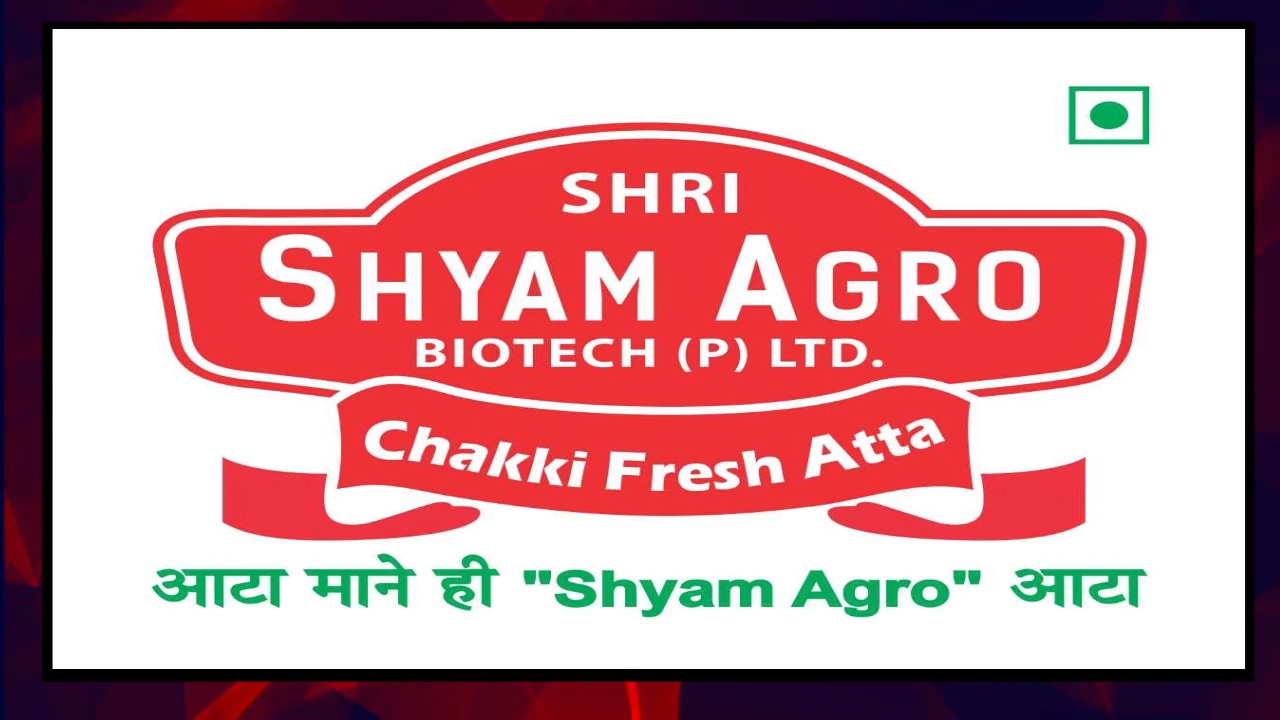 SHRI
SHYAM AGRO
BIOTECH (P) LTD.
Chakki Fresh Atta
आटा माने ही "Shyam Agro" आटा